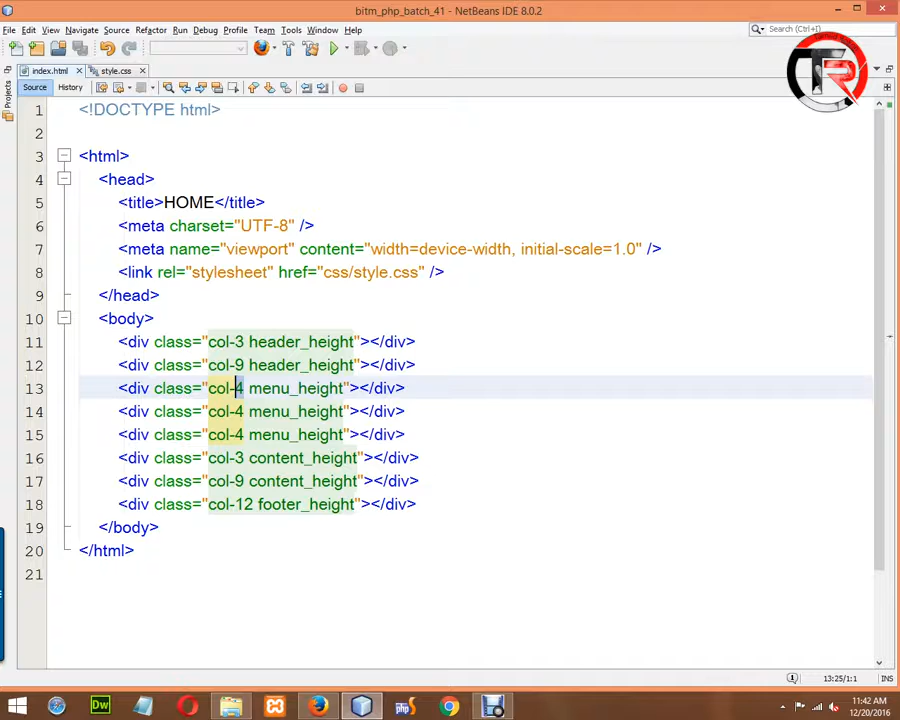 bitm_php_batch_41 - NetBeans IDE 8.0.2
File Edit View Navigate Source Refactor Run Debug Profile Team Tools Window Help
Search (Ctrl+I)
index.html style.css
Source History
Projects
TR
1 <!DOCTYPE html>
2
3 <html>
4 <head>
5 <title>HOME</title>
6 <meta charset="UTF-8" />
7 <meta name="viewport" content="width=device-width, initial-scale=1.0" />
8 <link rel="stylesheet" href="css/style.css" />
9 </head>
10 <body>
11 <div class="col-3 header_height"></div>
12 <div class="col-9 header_height"></div>
13 <div class="col-4 menu_height"></div>
14 <div class="col-4 menu_height"></div>
15 <div class="col-4 menu_height"></div>
16 <div class="col-3 content_height"></div>
17 <div class="col-9 content_height"></div>
18 <div class="col-12 footer_height"></div>
19 </body>
20 </html>
21
13:25/1:1 INS
Dw
php
11:42 AM
12/20/2016